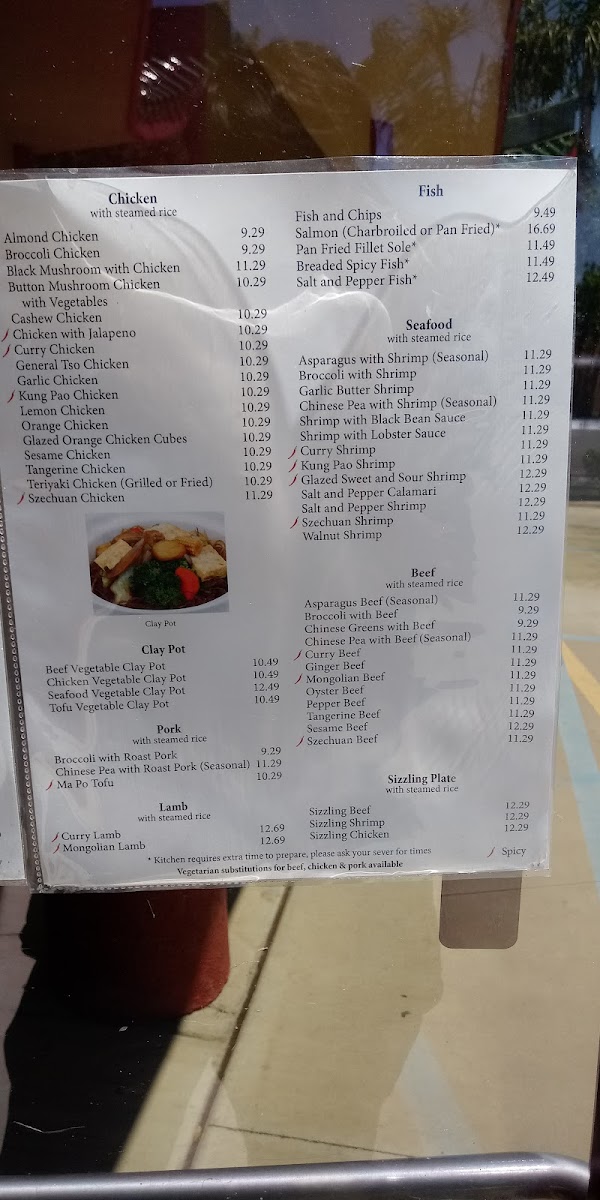 Chicken
with steamed rice
Almond Chicken 9.29
Broccoli Chicken 9.29
Black Mushroom with Chicken 11.29
Button Mushroom Chicken 10.29
with Vegetables
Cashew Chicken 10.29
Chicken with Jalapeno 10.29
Curry Chicken 10.29
General Tso Chicken 10.29
Garlic Chicken 10.29
Kung Pao Chicken 10.29
Lemon Chicken 10.29
Orange Chicken 10.29
Glazed Orange Chicken Cubes 10.29
Sesame Chicken 10.29
Tangerine Chicken 10.29
Teriyaki Chicken (Grilled or Fried) 10.29
Szechuan Chicken 11.29
Clay Pot
Clay Pot
Beef Vegetable Clay Pot 10.49
Chicken Vegetable Clay Pot 10.49
Seafood Vegetable Clay Pot 12.49
Tofu Vegetable Clay Pot 10.49
Pork
with steamed rice
Broccoli with Roast Pork 9.29
Chinese Pea with Roast Pork (Seasonal) 11.29
Ma Po Tofu 10.29
Lamb
with steamed rice
Curry Lamb 12.69
Mongolian Lamb 12.69
Fish
Fish and Chips 9.49
Salmon (Charbroiled or Pan Fried)* 16.69
Pan Fried Fillet Sole* 11.49
Breaded Spicy Fish* 11.49
Salt and Pepper Fish* 12.49
Seafood
with steamed rice
Asparagus with Shrimp (Seasonal) 11.29
Broccoli with Shrimp 11.29
Garlic Butter Shrimp 11.29
Chinese Pea with Shrimp (Seasonal) 11.29
Shrimp with Black Bean Sauce 11.29
Shrimp with Lobster Sauce 11.29
Curry Shrimp 11.29
Kung Pao Shrimp 11.29
Glazed Sweet and Sour Shrimp 12.29
Salt and Pepper Calamari 12.29
Salt and Pepper Shrimp 12.29
Szechuan Shrimp 11.29
Walnut Shrimp 12.29
Beef
with steamed rice
Asparagus Beef (Seasonal) 11.29
Broccoli with Beef 9.29
Chinese Greens with Beef 9.29
Chinese Pea with Beef (Seasonal) 11.29
Curry Beef 11.29
Ginger Beef 11.29
Mongolian Beef 11.29
Oyster Beef 11.29
Pepper Beef 11.29
Tangerine Beef 11.29
Sesame Beef 12.29
Szechuan Beef 11.29
Sizzling Plate
with steamed rice
Sizzling Beef 12.29
Sizzling Shrimp 12.29
Sizzling Chicken 12.29
* Kitchen requires extra time to prepare, please ask your sever for times
Spicy
Vegetarian substitutions for beef, chicken & pork available